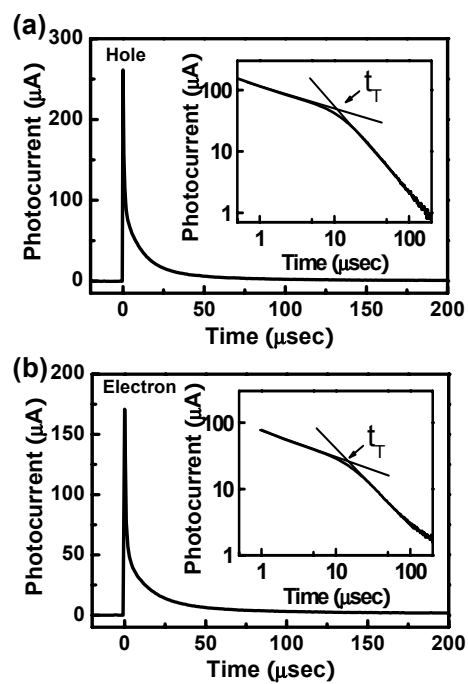 (a)
Hole
Photocurrent (μA)
300
200
100
0
0 50 100 150 200
Time (μsec)
Photocurrent (μA)
100
10
1
1 10 100
Time (μsec)
t_T
(b)
Electron
Photocurrent (μA)
200
150
100
50
0
0 50 100 150 200
Time (μsec)
Photocurrent (μA)
100
10
1
1 10 100
Time (μsec)
t_T